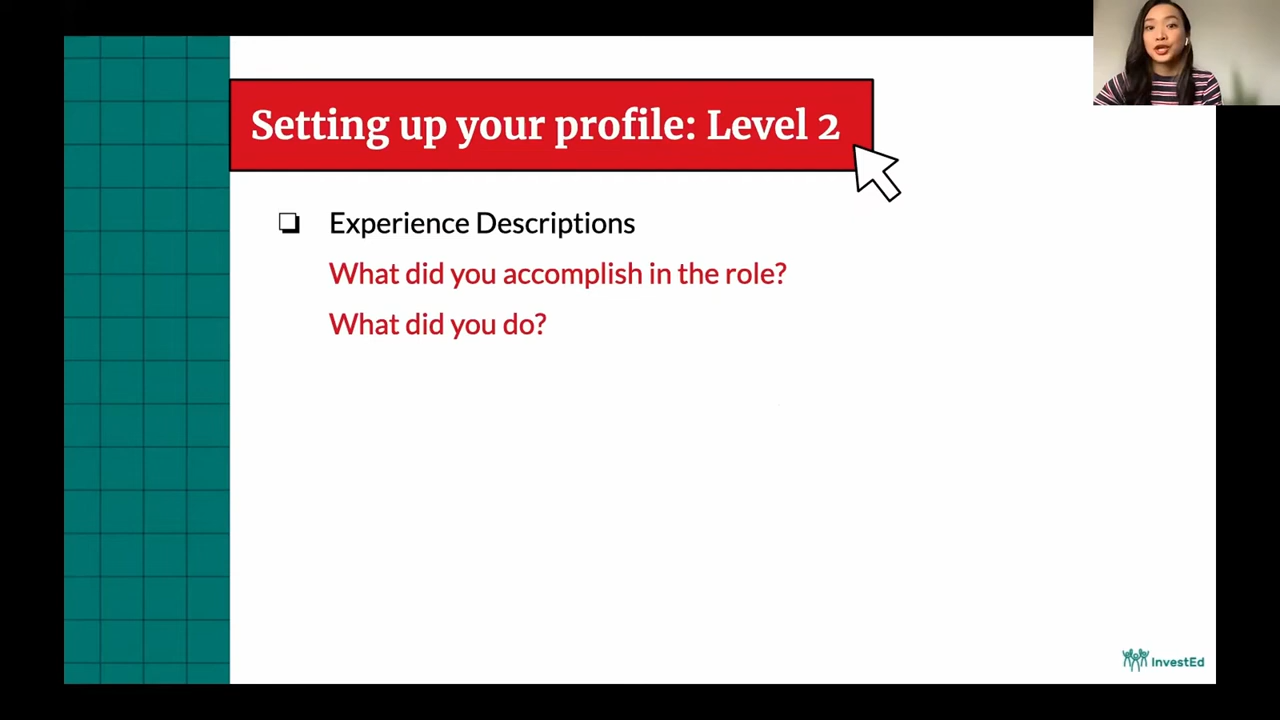 Setting up your profile: Level 2
Experience Descriptions
What did you accomplish in the role?
What did you do?
InvestEd